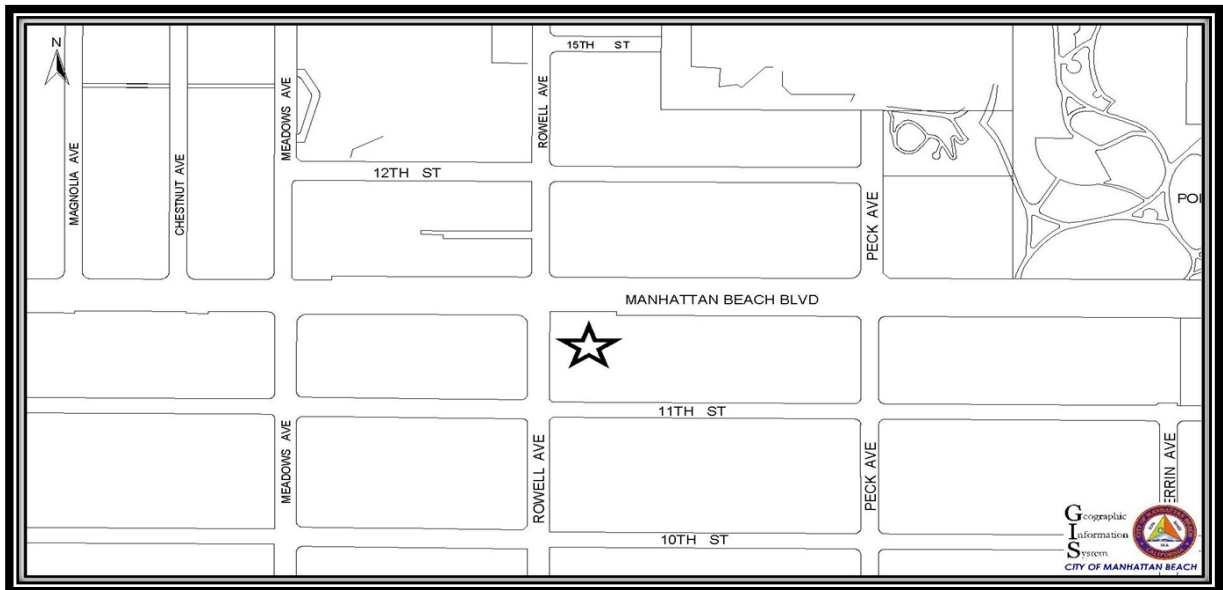 N
15TH ST
MAGNOLIA AVE
CHESTNUT AVE
MEADOWS AVE
ROWELL AVE
12TH ST
PECK AVE
MANHATTAN BEACH BLVD
11TH ST
MEADOWS AVE
ROWELL AVE
PECK AVE
ERRIN AVE
10TH ST
Geographic
Information
System
CITY OF MANHATTAN BEACH